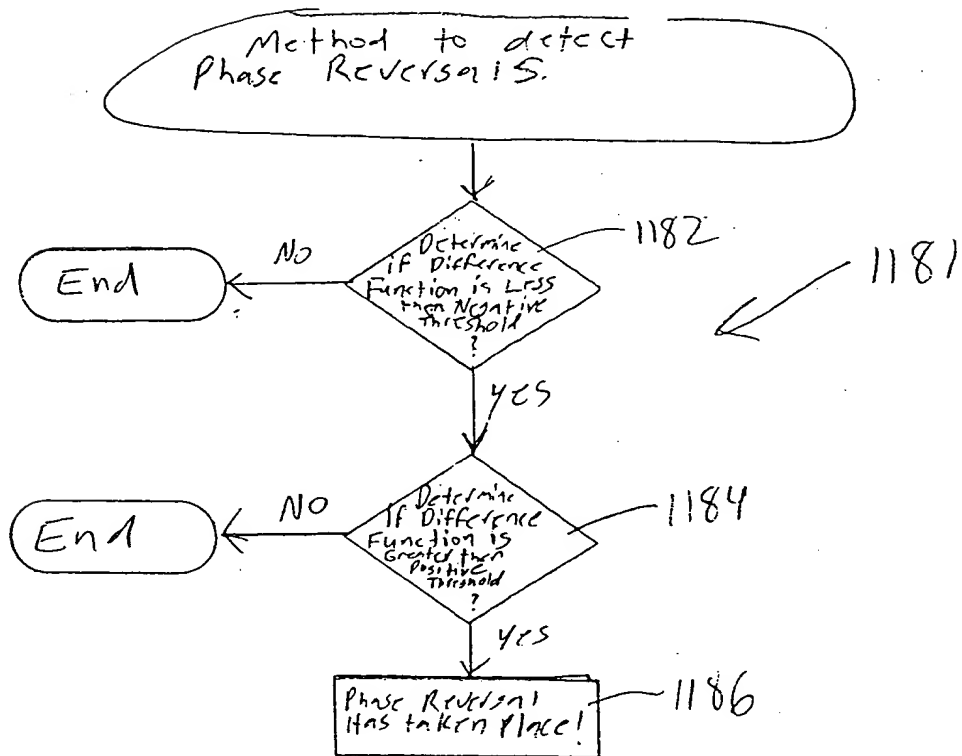 Method to detect
Phase Reversals.
Determine
if Difference
Function is Less
then Negative
Threshold
?
1182
1181
No
End
yes
Determine
If Difference
Function is
Greater then
Positive
Threshold
?
1184
No
End
yes
Phase Reversal
Has taken Place!
1186